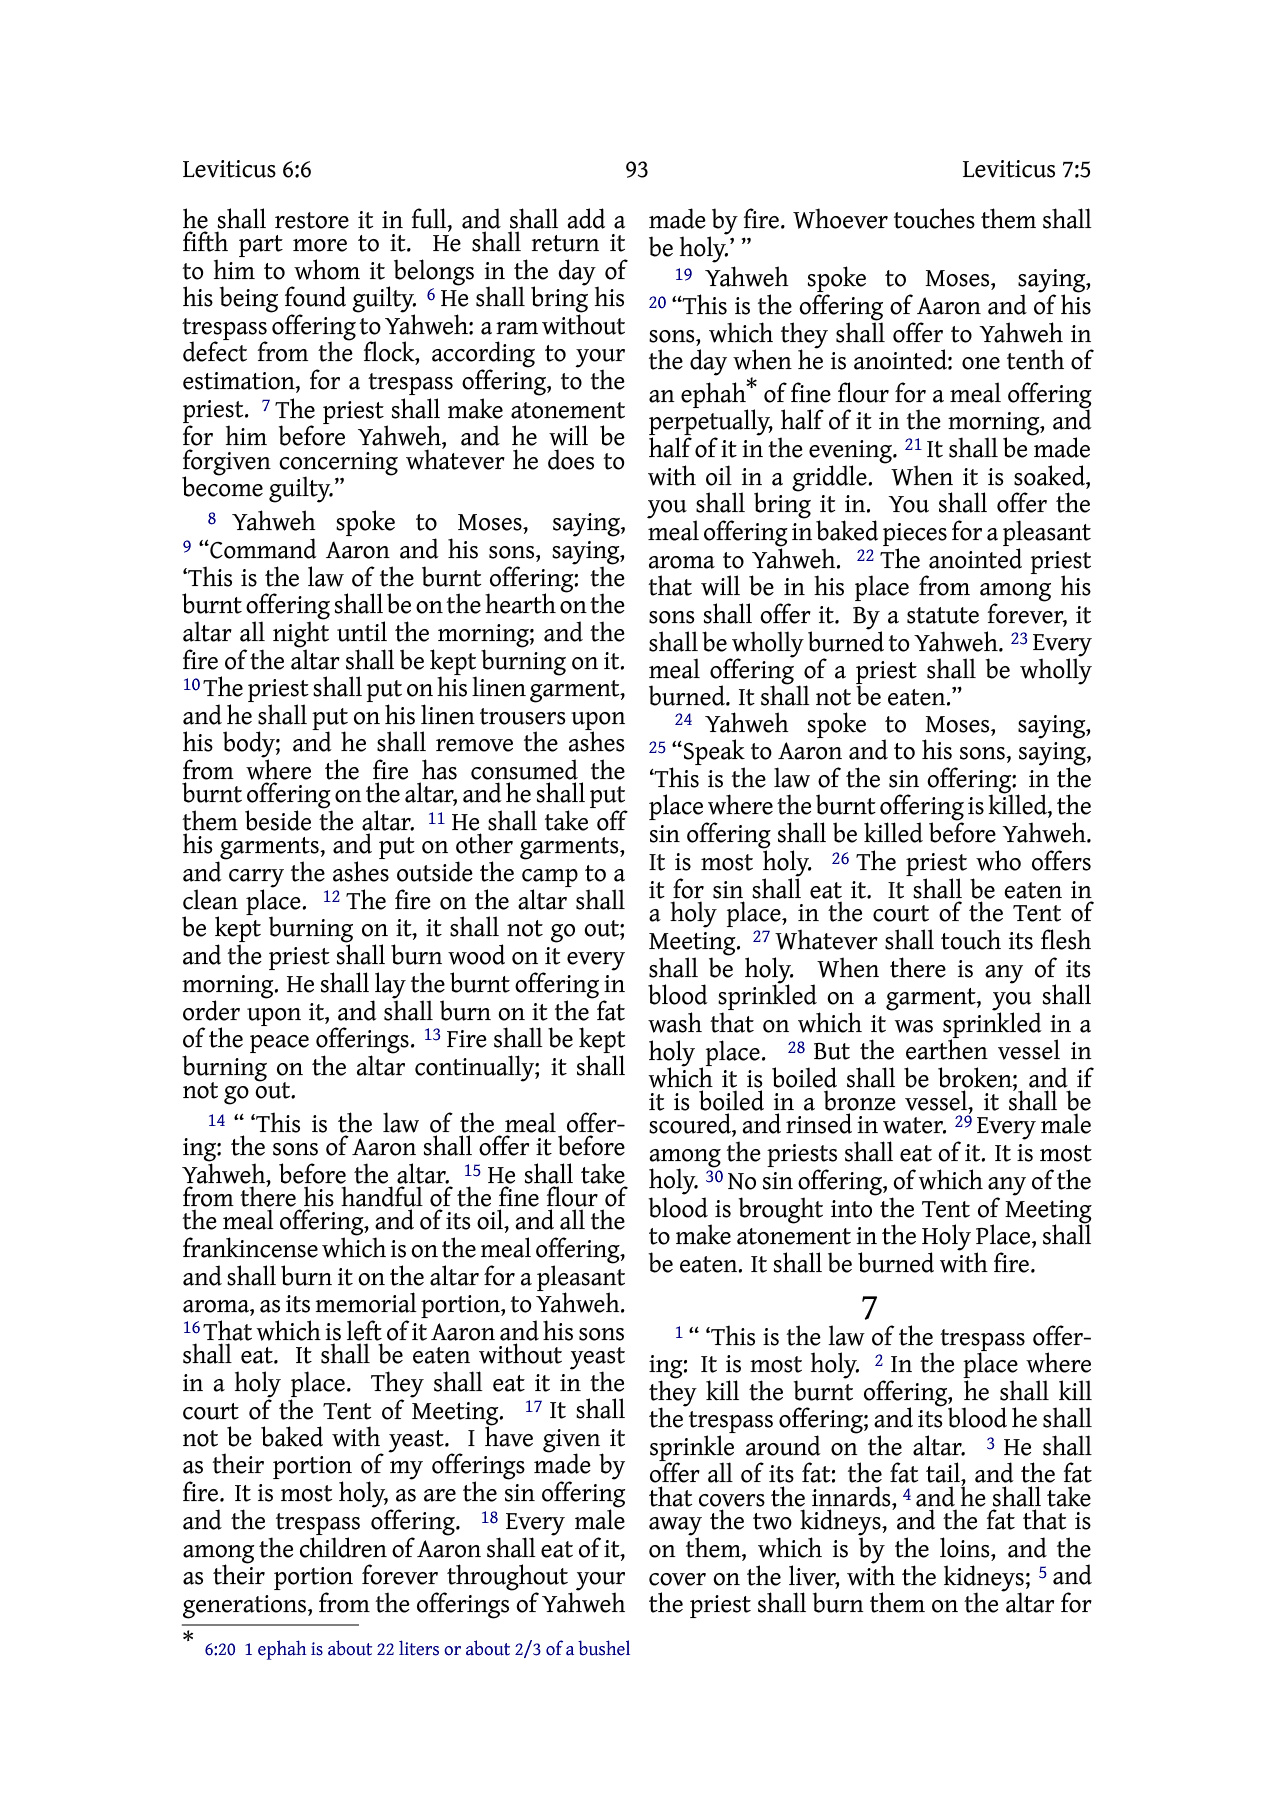 Leviticus 6:6 93 Leviticus 7:5
he shall restore it in full, and shall add a
fifth part more to it. He shall return it
to him to whom it belongs in the day of
his being found guilty. 6 He shall bring his
trespass offering to Yahweh: a ram without
defect from the flock, according to your
estimation, for a trespass offering, to the
priest. 7 The priest shall make atonement
for him before Yahweh, and he will be
forgiven concerning whatever he does to
become guilty.”
8 Yahweh spoke to Moses, saying,
9 “Command Aaron and his sons, saying,
‘This is the law of the burnt offering: the
burnt offering shall be on the hearth on the
altar all night until the morning; and the
fire of the altar shall be kept burning on it.
10 The priest shall put on his linen garment,
and he shall put on his linen trousers upon
his body; and he shall remove the ashes
from where the fire has consumed the
burnt offering on the altar, and he shall put
them beside the altar. 11 He shall take off
his garments, and put on other garments,
and carry the ashes outside the camp to a
clean place. 12 The fire on the altar shall
be kept burning on it, it shall not go out;
and the priest shall burn wood on it every
morning. He shall lay the burnt offering in
order upon it, and shall burn on it the fat
of the peace offerings. 13 Fire shall be kept
burning on the altar continually; it shall
not go out.
14 “ ‘This is the law of the meal offer-
ing: the sons of Aaron shall offer it before
Yahweh, before the altar. 15 He shall take
from there his handful of the fine flour of
the meal offering, and of its oil, and all the
frankincense which is on the meal offering,
and shall burn it on the altar for a pleasant
aroma, as its memorial portion, to Yahweh.
16 That which is left of it Aaron and his sons
shall eat. It shall be eaten without yeast
in a holy place. They shall eat it in the
court of the Tent of Meeting. 17 It shall
not be baked with yeast. I have given it
as their portion of my offerings made by
fire. It is most holy, as are the sin offering
and the trespass offering. 18 Every male
among the children of Aaron shall eat of it,
as their portion forever throughout your
generations, from the offerings of Yahweh
made by fire. Whoever touches them shall
be holy.’ ”
19 Yahweh spoke to Moses, saying,
20 “This is the offering of Aaron and of his
sons, which they shall offer to Yahweh in
the day when he is anointed: one tenth of
an ephah* of fine flour for a meal offering
perpetually, half of it in the morning, and
half of it in the evening. 21 It shall be made
with oil in a griddle. When it is soaked,
you shall bring it in. You shall offer the
meal offering in baked pieces for a pleasant
aroma to Yahweh. 22 The anointed priest
that will be in his place from among his
sons shall offer it. By a statute forever, it
shall be wholly burned to Yahweh. 23 Every
meal offering of a priest shall be wholly
burned. It shall not be eaten.”
24 Yahweh spoke to Moses, saying,
25 “Speak to Aaron and to his sons, saying,
‘This is the law of the sin offering: in the
place where the burnt offering is killed, the
sin offering shall be killed before Yahweh.
It is most holy. 26 The priest who offers
it for sin shall eat it. It shall be eaten in
a holy place, in the court of the Tent of
Meeting. 27 Whatever shall touch its flesh
shall be holy. When there is any of its
blood sprinkled on a garment, you shall
wash that on which it was sprinkled in a
holy place. 28 But the earthen vessel in
which it is boiled shall be broken; and if
it is boiled in a bronze vessel, it shall be
scoured, and rinsed in water. 29 Every male
among the priests shall eat of it. It is most
holy. 30 No sin offering, of which any of the
blood is brought into the Tent of Meeting
to make atonement in the Holy Place, shall
be eaten. It shall be burned with fire.
7
1 “ ‘This is the law of the trespass offer-
ing: It is most holy. 2 In the place where
they kill the burnt offering, he shall kill
the trespass offering; and its blood he shall
sprinkle around on the altar. 3 He shall
offer all of its fat: the fat tail, and the fat
that covers the innards, 4 and he shall take
away the two kidneys, and the fat that is
on them, which is by the loins, and the
cover on the liver, with the kidneys; 5 and
the priest shall burn them on the altar for
* 6:20 1 ephah is about 22 liters or about 2/3 of a bushel